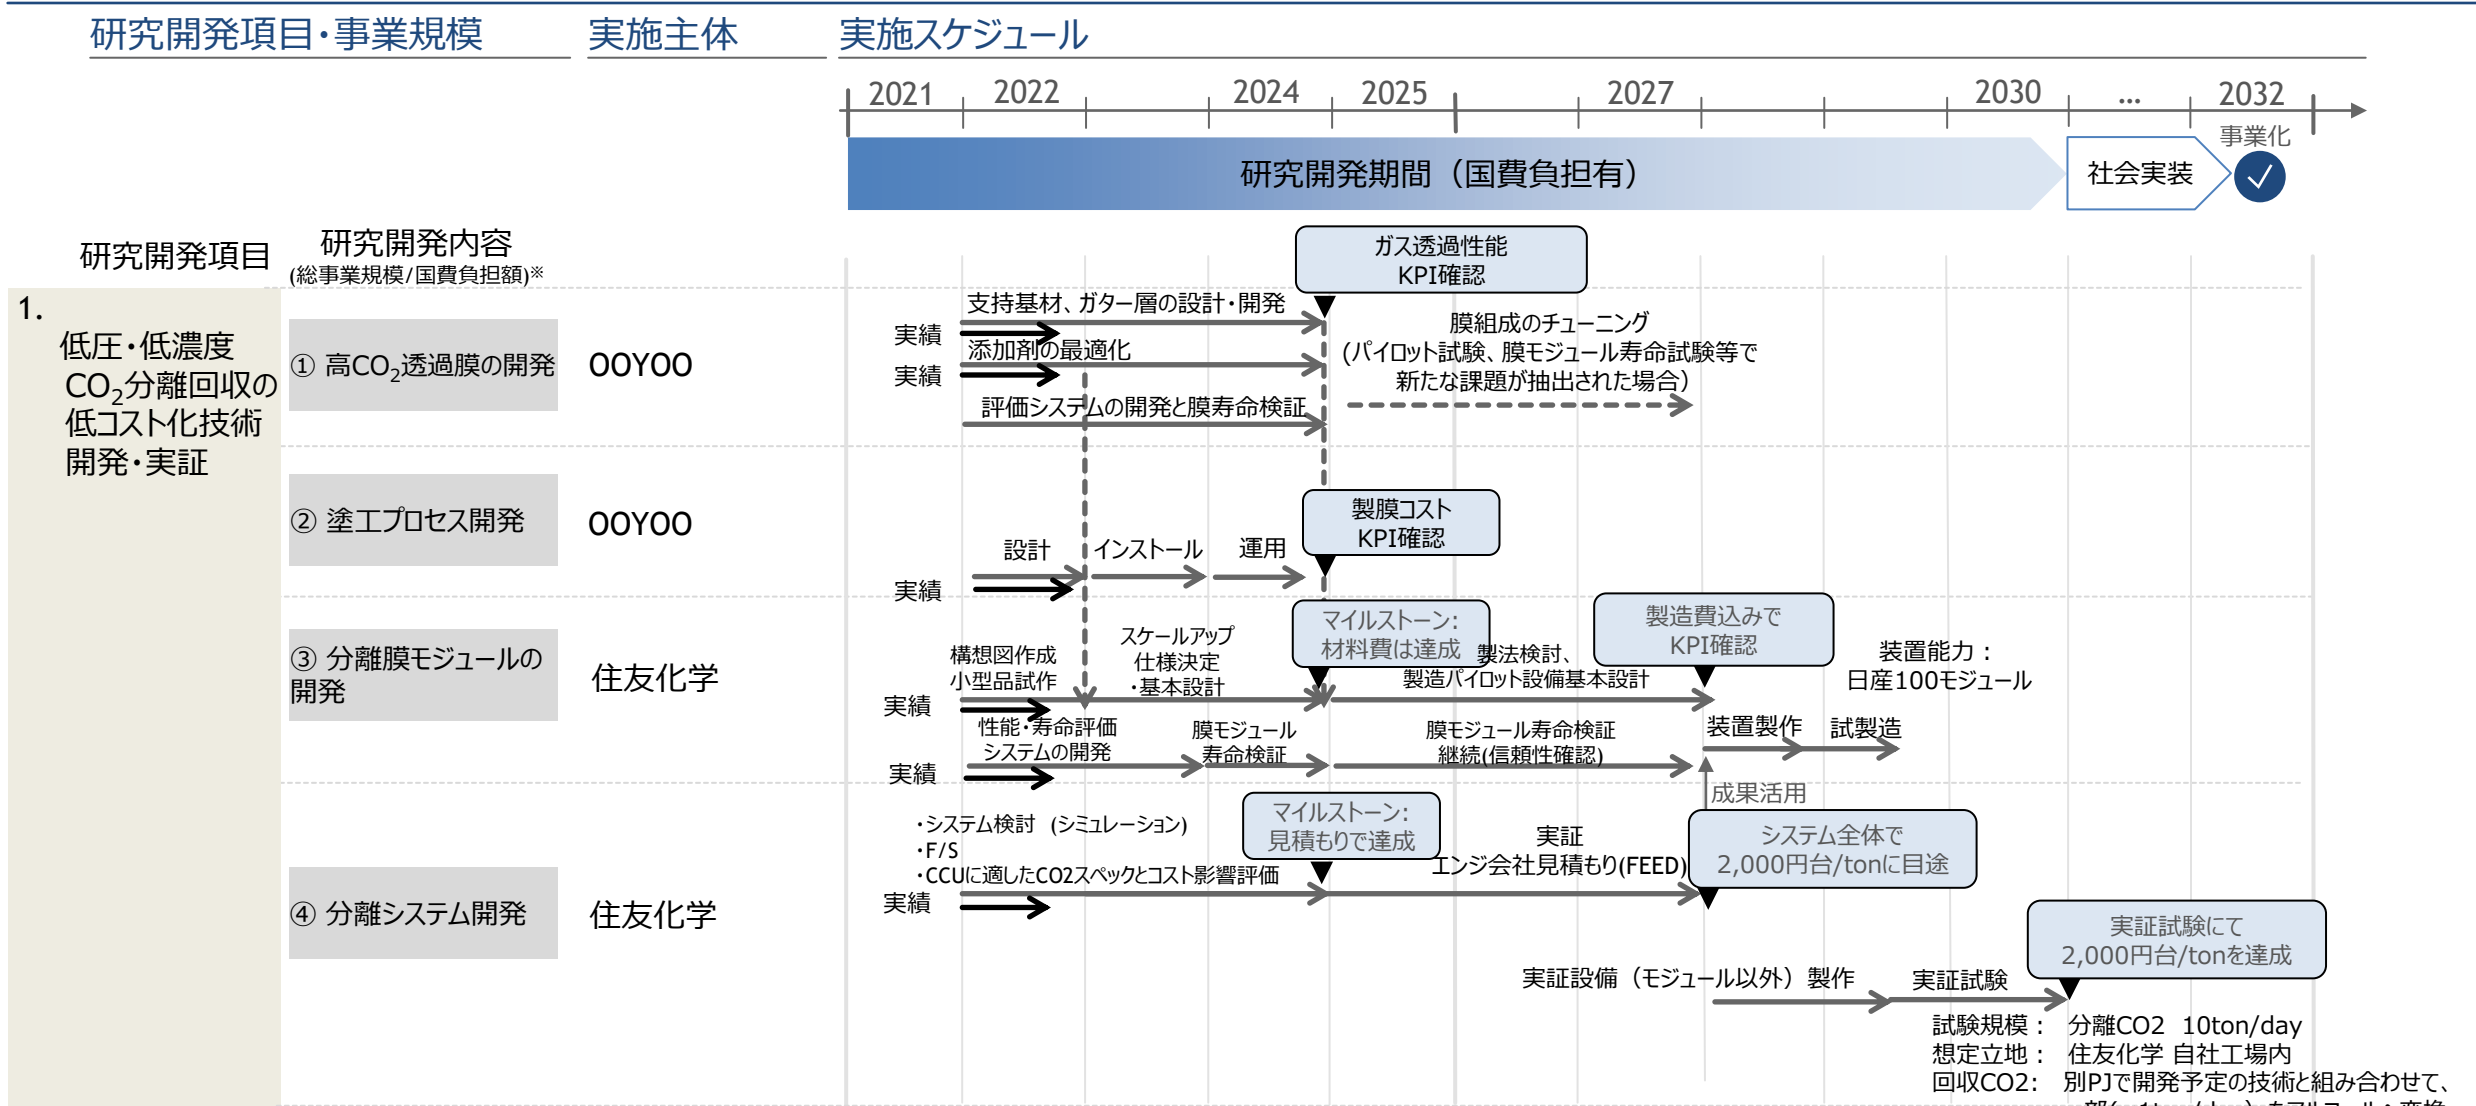 研究開発項目・事業規模
実施主体
実施スケジュール
2021
2022
2024
2025
2027
2030
...
2032
事業化
研究開発期間（国費負担有）
社会実装
研究開発項目
研究開発内容
(総事業規模/国費負担額)※
1.
低圧・低濃度
CO2分離回収の
低コスト化技術
開発・実証
① 高CO2透過膜の開発
OOYOO
ガス透過性能
KPI確認
支持基材、ガター層の設計・開発
実績
添加剤の最適化
実績
評価システムの開発と膜寿命検証
膜組成のチューニング
(パイロット試験、膜モジュール寿命試験等で
新たな課題が抽出された場合)
② 塗工プロセス開発
OOYOO
製膜コスト
KPI確認
設計
インストール
運用
実績
③ 分離膜モジュールの
開発
住友化学
マイルストーン:
材料費は達成
製造費込みで
KPI確認
構想図作成
小型品試作
スケールアップ
仕様決定
・基本設計
製法検討、
製造パイロット設備基本設計
装置能力：
日産100モジュール
実績
性能・寿命評価
システムの開発
膜モジュール
寿命検証
膜モジュール寿命検証
継続(信頼性確認)
装置製作
試製造
実績
成果活用
④ 分離システム開発
住友化学
・システム検討 (シミュレーション)
・F/S
・CCUに適したCO2スペックとコスト影響評価
マイルストーン:
見積もりで達成
実証
エンジ会社見積もり(FEED)
システム全体で
2,000円台/tonに目途
実績
実証試験にて
2,000円台/tonを達成
実証設備（モジュール以外）製作
実証試験
試験規模： 分離CO2 10ton/day
想定立地： 住友化学 自社工場内
回収CO2: 別PJで開発予定の技術と組み合わせて、